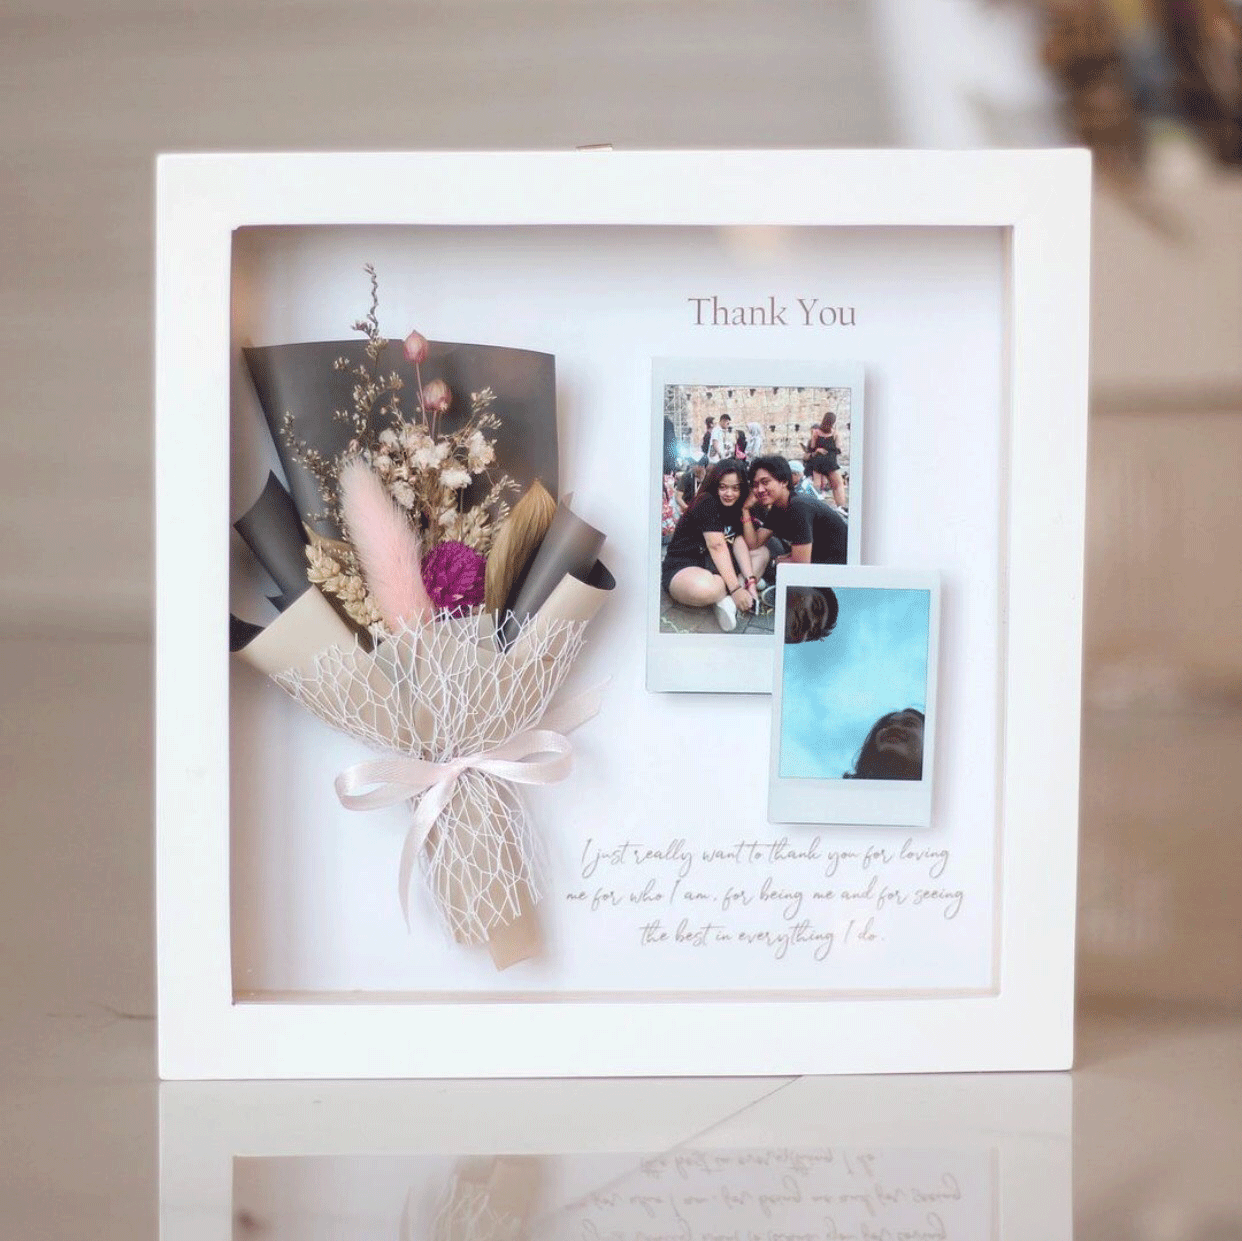 Thank You
I just really want to thank you for loving
me for who I am, for being me and for seeing
the best in everything I do.